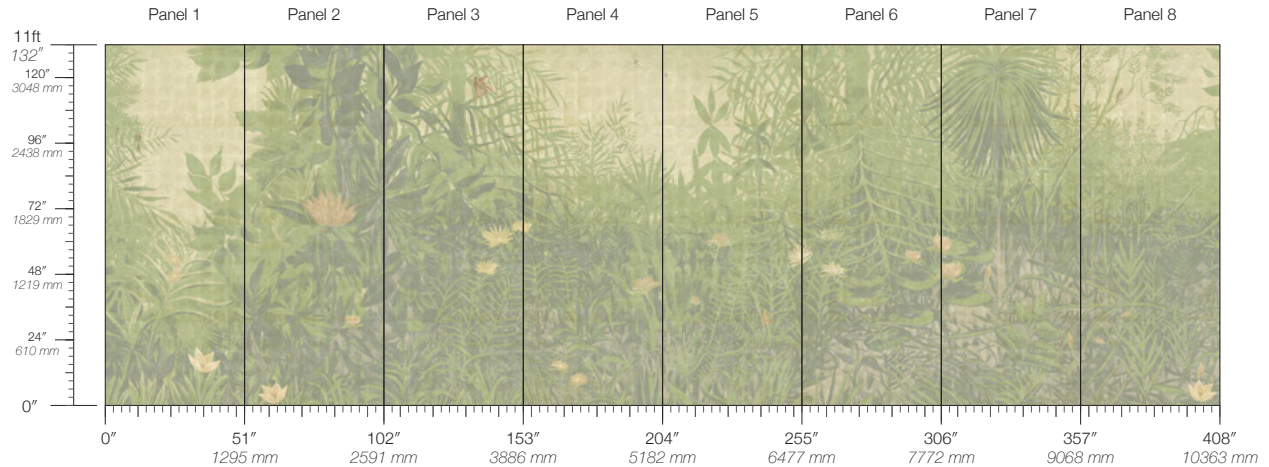 Panel 1 Panel 2 Panel 3 Panel 4 Panel 5 Panel 6 Panel 7 Panel 8
11ft
132″
120″
3048 mm
96″
2438 mm
72″
1829 mm
48″
1219 mm
24″
610 mm
0″
0″ 51″ 102″ 153″ 204″ 255″ 306″ 357″ 408″
1295 mm 2591 mm 3886 mm 5182 mm 6477 mm 7772 mm 9068 mm 10363 mm